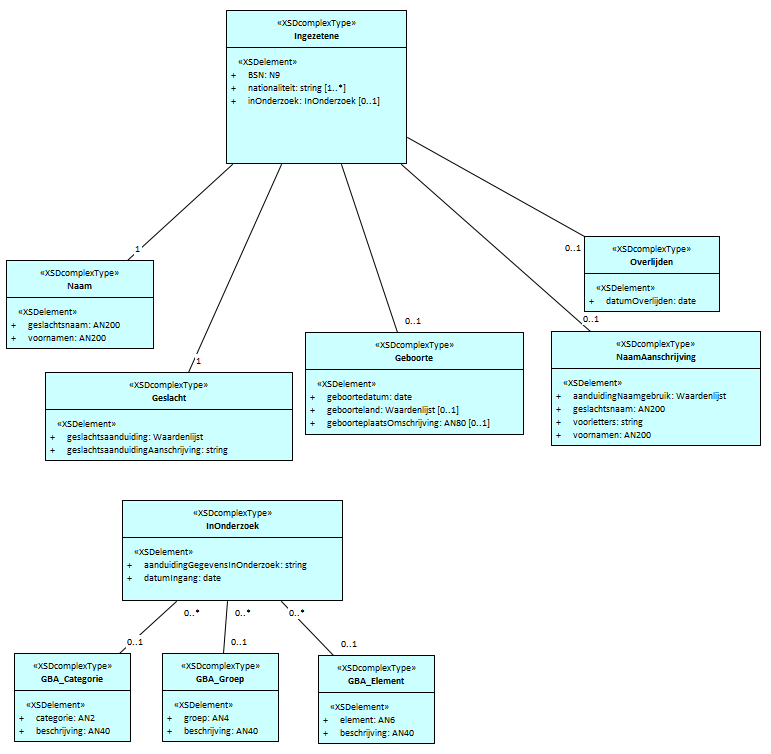 «XSDcomplexType»
Ingezetene
«XSDelement»
+ BSN: N9
+ nationaliteit: string [1..*]
+ inOnderzoek: InOnderzoek [0..1]
1
0..1
«XSDcomplexType»
Overlijden
«XSDelement»
+ datumOverlijden: date
«XSDcomplexType»
Naam
«XSDelement»
+ geslachtsnaam: AN200
+ voornamen: AN200
1
0..1
0..1
«XSDcomplexType»
Geslacht
«XSDelement»
+ geslachtsaanduiding: Waardenlijst
+ geslachtsaanduidingAanschrijving: string
«XSDcomplexType»
Geboorte
«XSDelement»
+ geboortedatum: date
+ geboorteland: Waardenlijst [0..1]
+ geboorteplaatsOmschrijving: AN80 [0..1]
«XSDcomplexType»
NaamAanschrijving
«XSDelement»
+ aanduidingNaamgebruik: Waardenlijst
+ geslachtsnaam: AN200
+ voorletters: string
+ voornamen: AN200
«XSDcomplexType»
InOnderzoek
«XSDelement»
+ aanduidingGegevensInOnderzoek: string
+ datumIngang: date
0..* 0..* 0..*
0..1 0..1 0..1
«XSDcomplexType»
GBA_Categorie
«XSDelement»
+ categorie: AN2
+ beschrijving: AN40
«XSDcomplexType»
GBA_Groep
«XSDelement»
+ groep: AN4
+ beschrijving: AN40
«XSDcomplexType»
GBA_Element
«XSDelement»
+ element: AN6
+ beschrijving: AN40